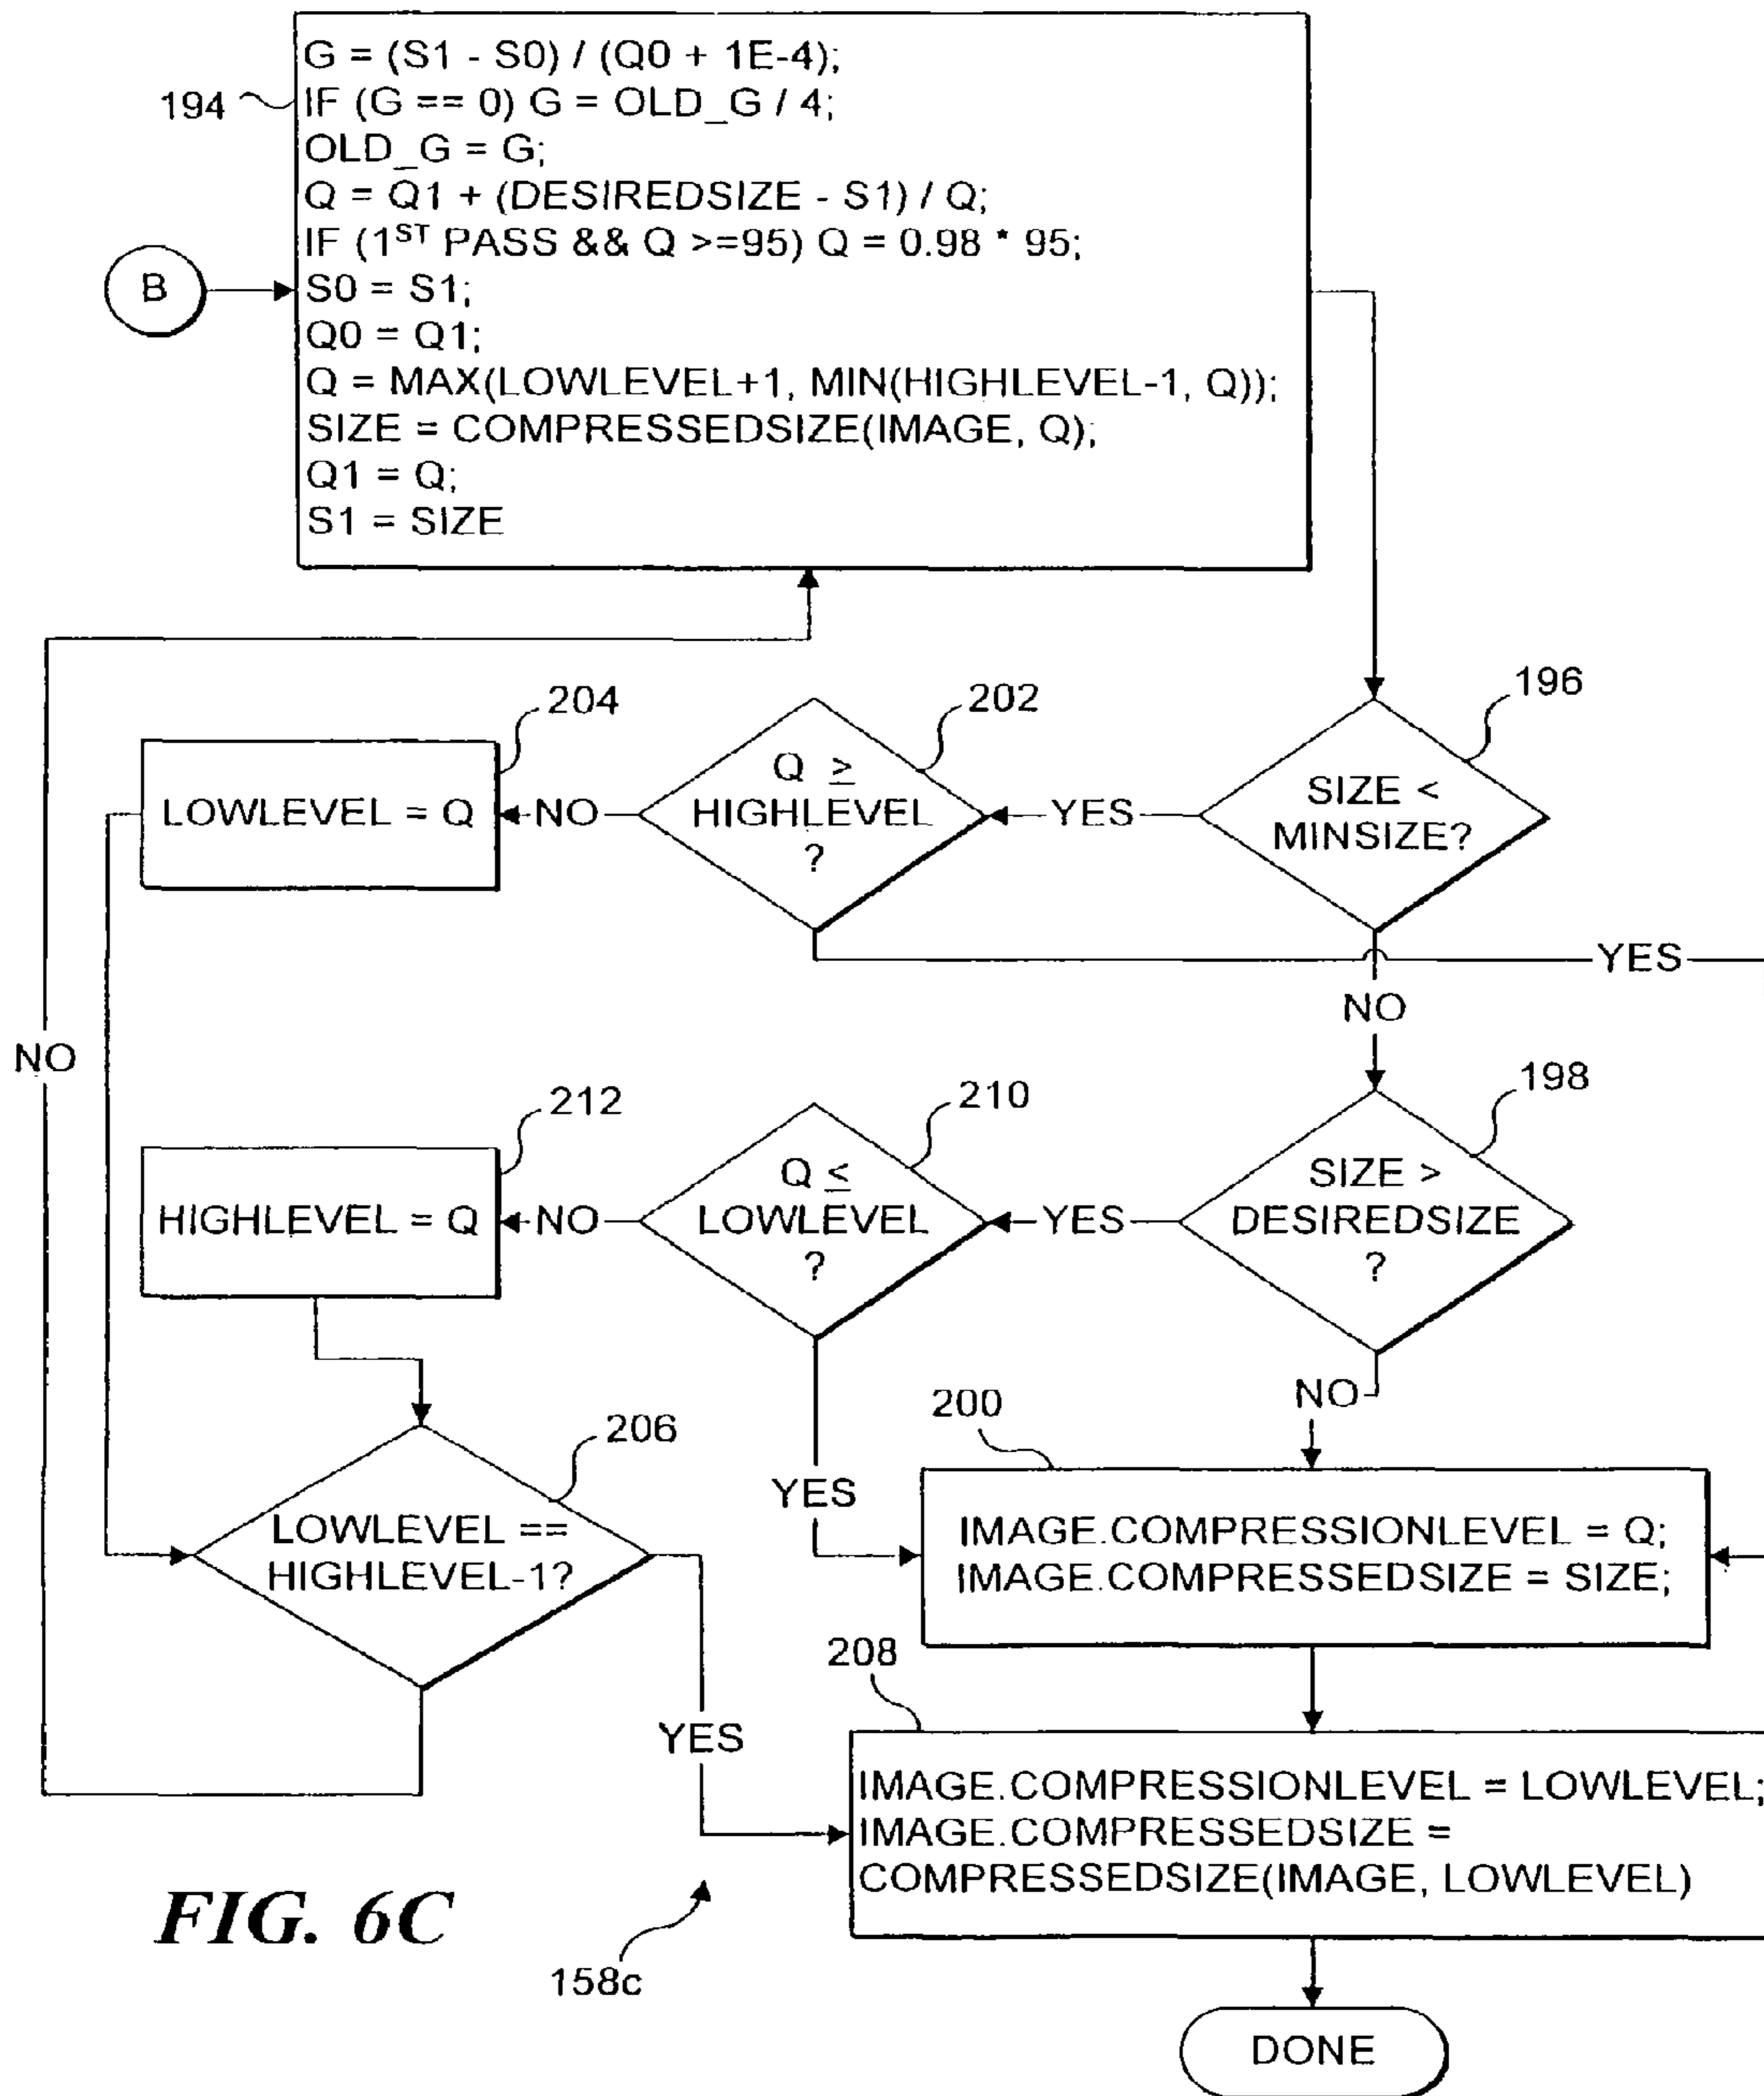 194
G = (S1 - S0) / (Q0 + 1E-4);
IF (G == 0) G = OLD_G / 4;
OLD_G = G;
Q = Q1 + (DESIREDSIZE - S1) / Q;
IF (1ST PASS && Q >=95) Q = 0.98 * 95;
S0 = S1;
Q0 = Q1;
Q = MAX(LOWLEVEL+1, MIN(HIGHLEVEL-1, Q));
SIZE = COMPRESSEDSIZE(IMAGE, Q);
Q1 = Q;
S1 = SIZE
B
196
SIZE <
MINSIZE?
YES
NO
202
Q ≥
HIGHLEVEL
?
NO
YES
204
LOWLEVEL = Q
198
SIZE >
DESIREDSIZE
?
YES
NO
210
Q ≤
LOWLEVEL
?
NO
YES
212
HIGHLEVEL = Q
206
LOWLEVEL ==
HIGHLEVEL-1?
NO
YES
200
IMAGE.COMPRESSIONLEVEL = Q;
IMAGE.COMPRESSEDSIZE = SIZE;
208
IMAGE.COMPRESSIONLEVEL = LOWLEVEL;
IMAGE.COMPRESSEDSIZE =
COMPRESSEDSIZE(IMAGE, LOWLEVEL)
DONE
158c
FIG. 6C